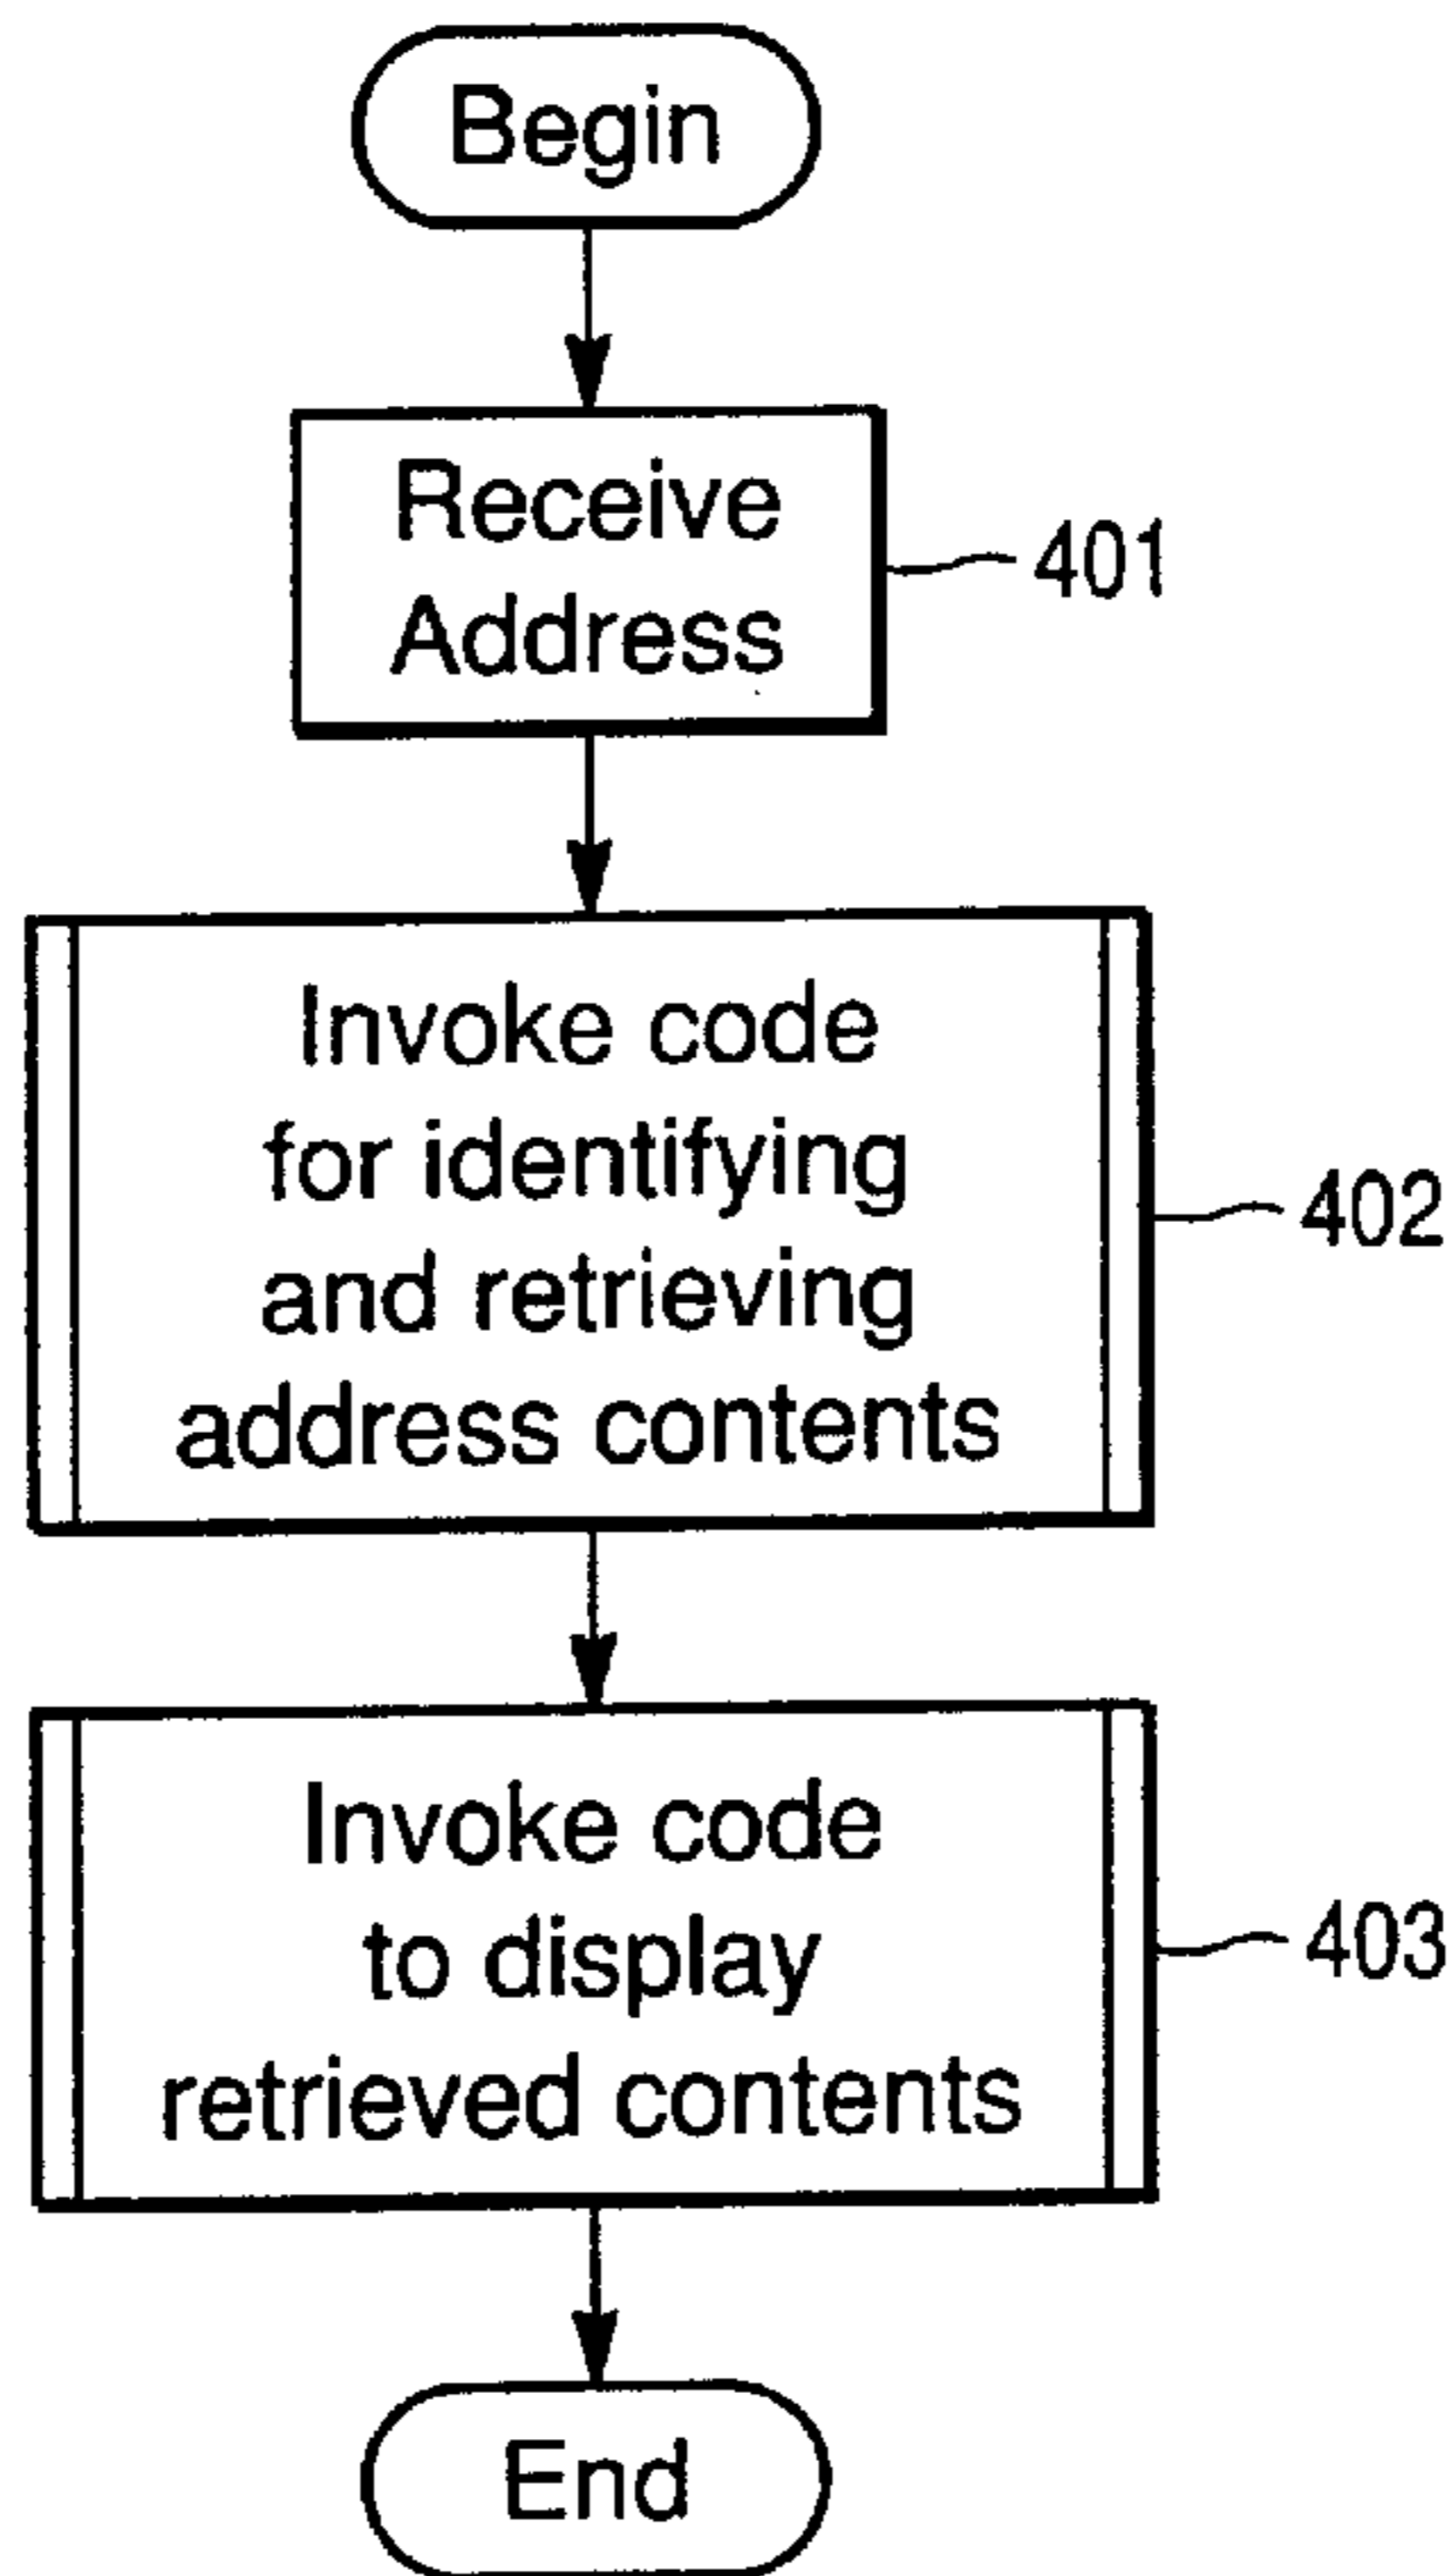 Begin
Receive
Address
401
Invoke code
for identifying
and retrieving
address contents
402
Invoke code
to display
retrieved contents
403
End